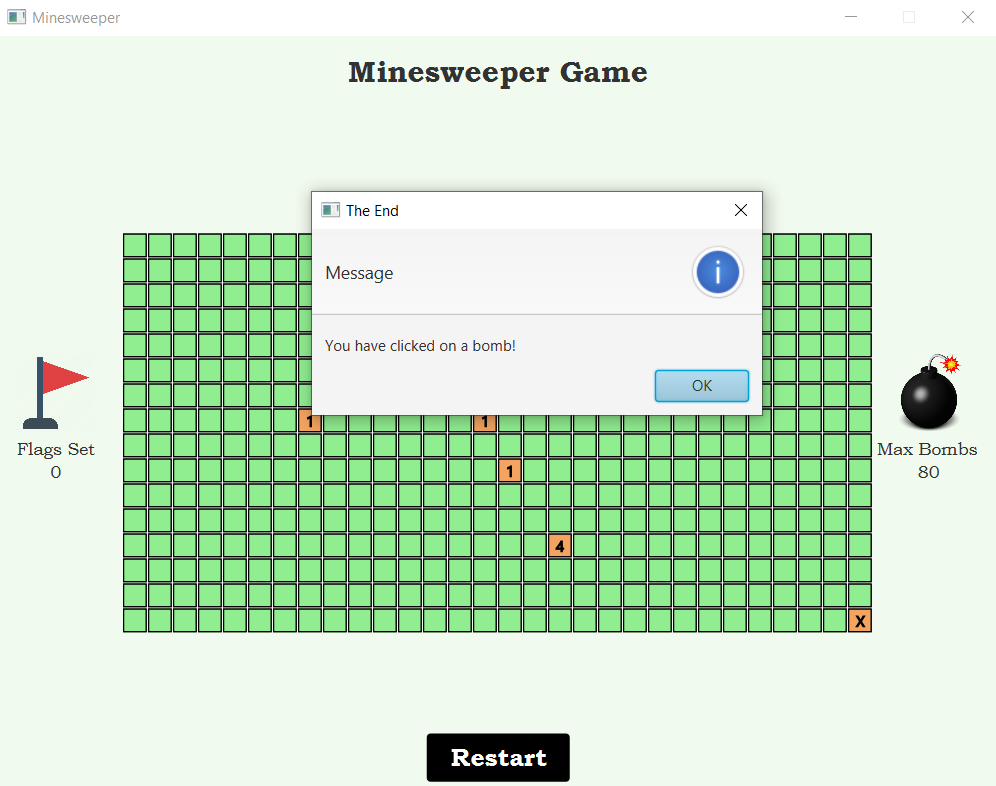 Minesweeper
Minesweeper Game
The End
Message
i
You have clicked on a bomb!
OK
1 1
Flags Set
0
Max Bombs
80
1
4
X
Restart